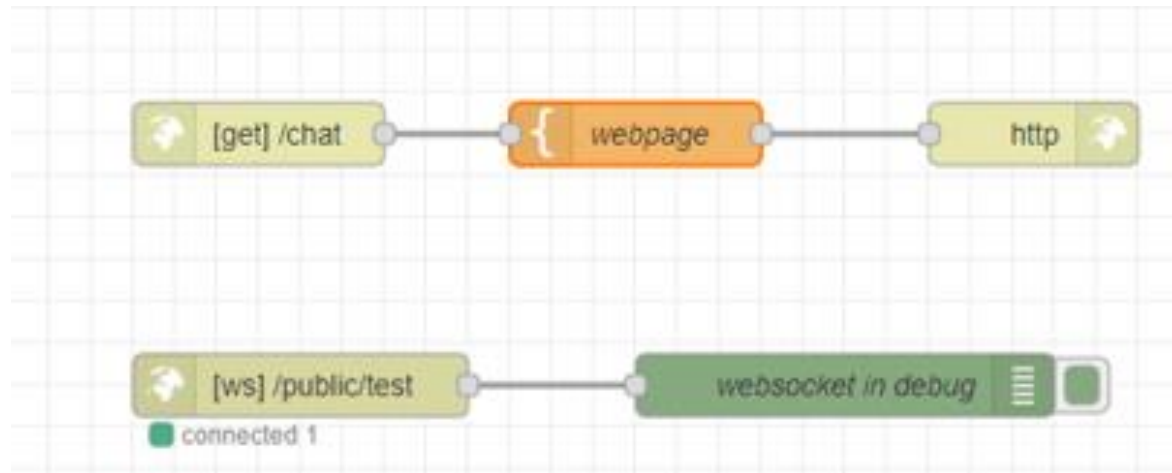 [get] /chat
webpage
http
[ws] /public/test
websocket in debug
connected 1